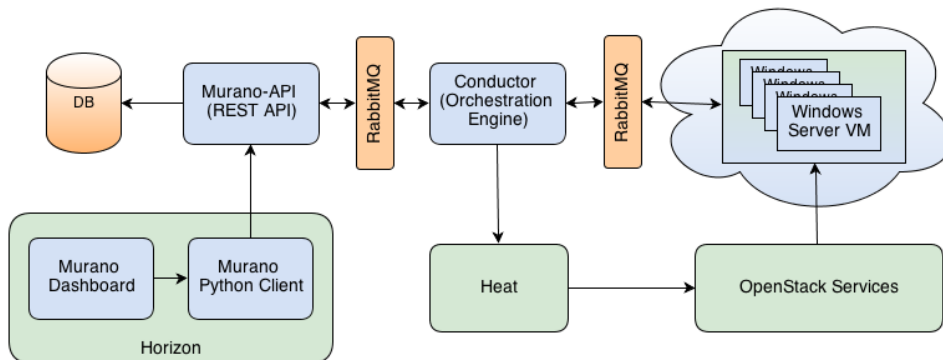 DB
Murano-API
(REST API)
RabbitMQ
Conductor
(Orchestration
Engine)
RabbitMQ
Windows
Windows
Windows
Windows
Server VM
Murano
Dashboard
Murano
Python Client
Horizon
Heat
OpenStack Services